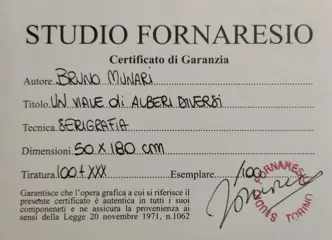 STUDIO FORNARESIO
Certificato di Garanzia
Autore: BRUNO MUNARI
Titolo: UN VIALE di ALBERI DIVERSI
Tecnica: SERIGRAFIA
Dimensioni: 50 X 180 cm
Tiratura: 100 + XXX Esemplare /100
Garantisce che l'opera grafica a cui si riferisce il
presente certificato è autentica in tutti i suoi
componeneti e ne assicura la provenienza ai
sensi della Legge 20 novembre 1971, n.1062
STUDIO FORNARESIO TORINO